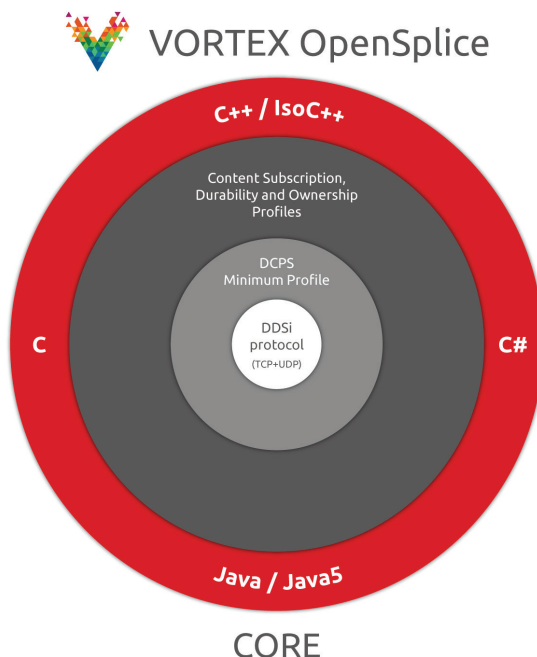 VORTEX OpenSplice
C++ / IsoC++
Content Subscription,
Durability and Ownership
Profiles
DCPS
Minimum Profile
DDSi
protocol
(TCP+UDP)
C
C#
Java / Java5
CORE